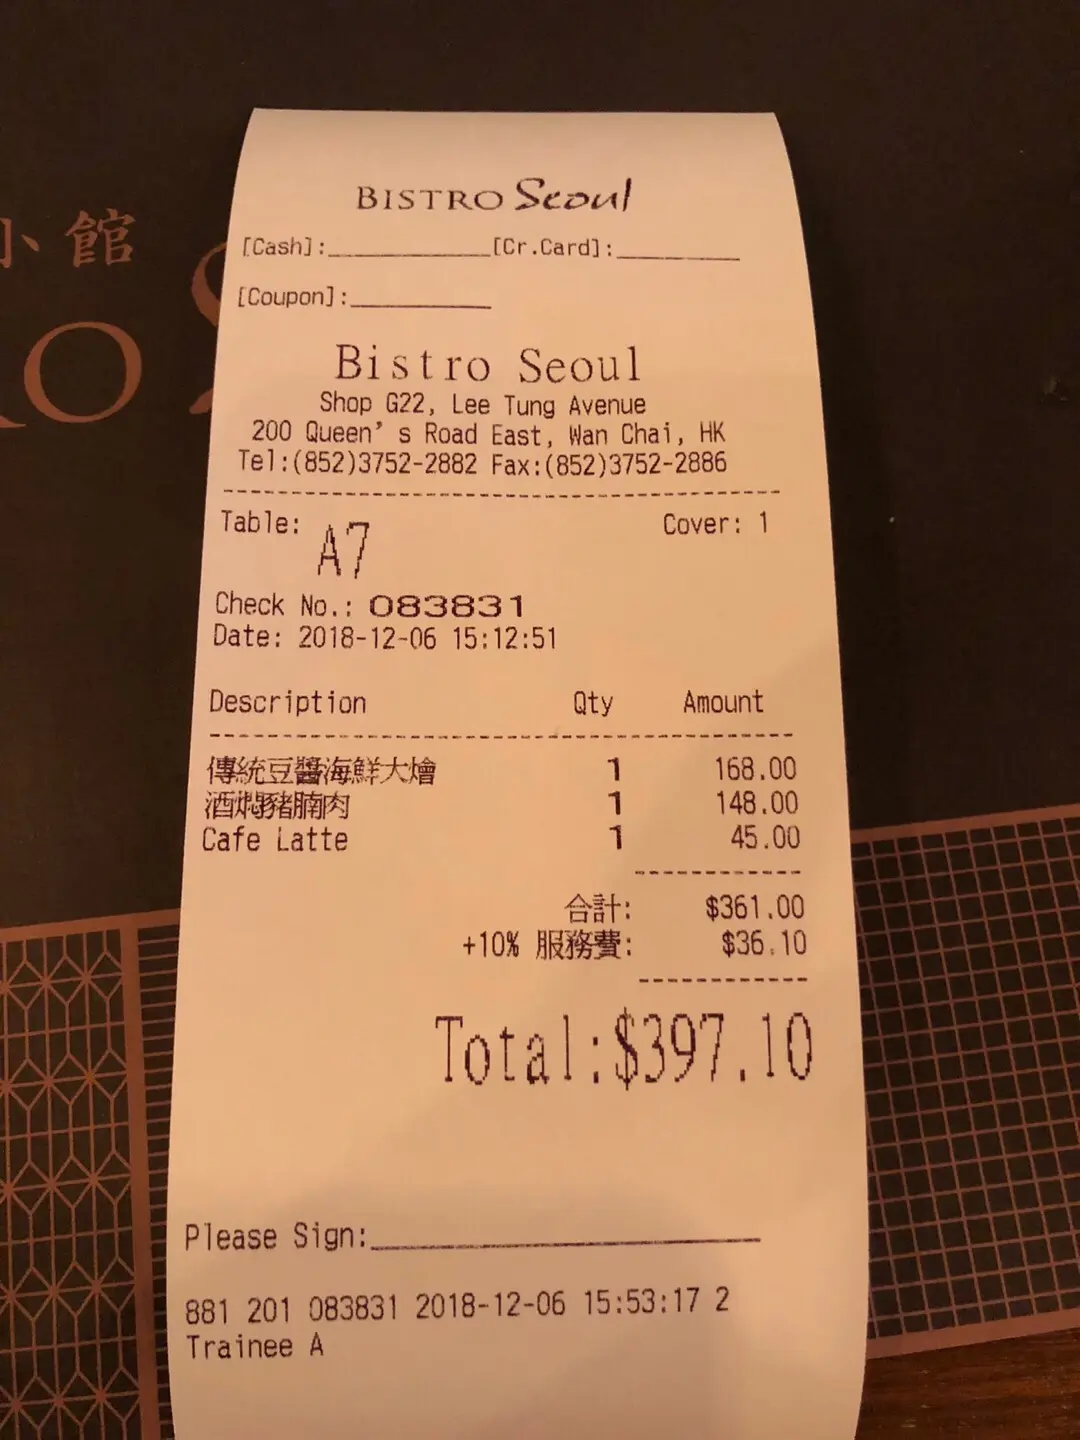 小館
BISTRO Seoul
[Cash]:__________[Cr.Card]:________
[Coupon]:_________
Bistro Seoul
Shop G22, Lee Tung Avenue
200 Queen's Road East, Wan Chai, HK
Tel:(852)3752-2882 Fax:(852)3752-2886
Table: A7 Cover: 1
Check No.: 083831
Date: 2018-12-06 15:12:51
Description Qty Amount
傳統豆醬海鮮大燴 1 168.00
酒燜豬腩肉 1 148.00
Cafe Latte 1 45.00
合計: $361.00
+10% 服務費: $36.10
Total:$397.10
Please Sign:____________________
881 201 083831 2018-12-06 15:53:17 2
Trainee A